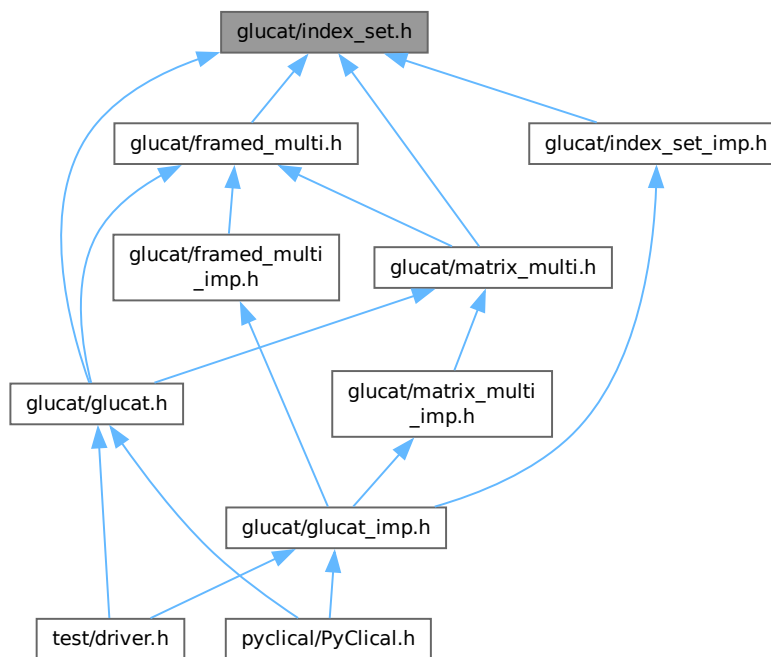 glucat/index_set.h
glucat/framed_multi.h
glucat/index_set_imp.h
glucat/framed_multi
_imp.h
glucat/matrix_multi.h
glucat/glucat.h
glucat/matrix_multi
_imp.h
glucat/glucat_imp.h
test/driver.h
pyclical/PyClical.h